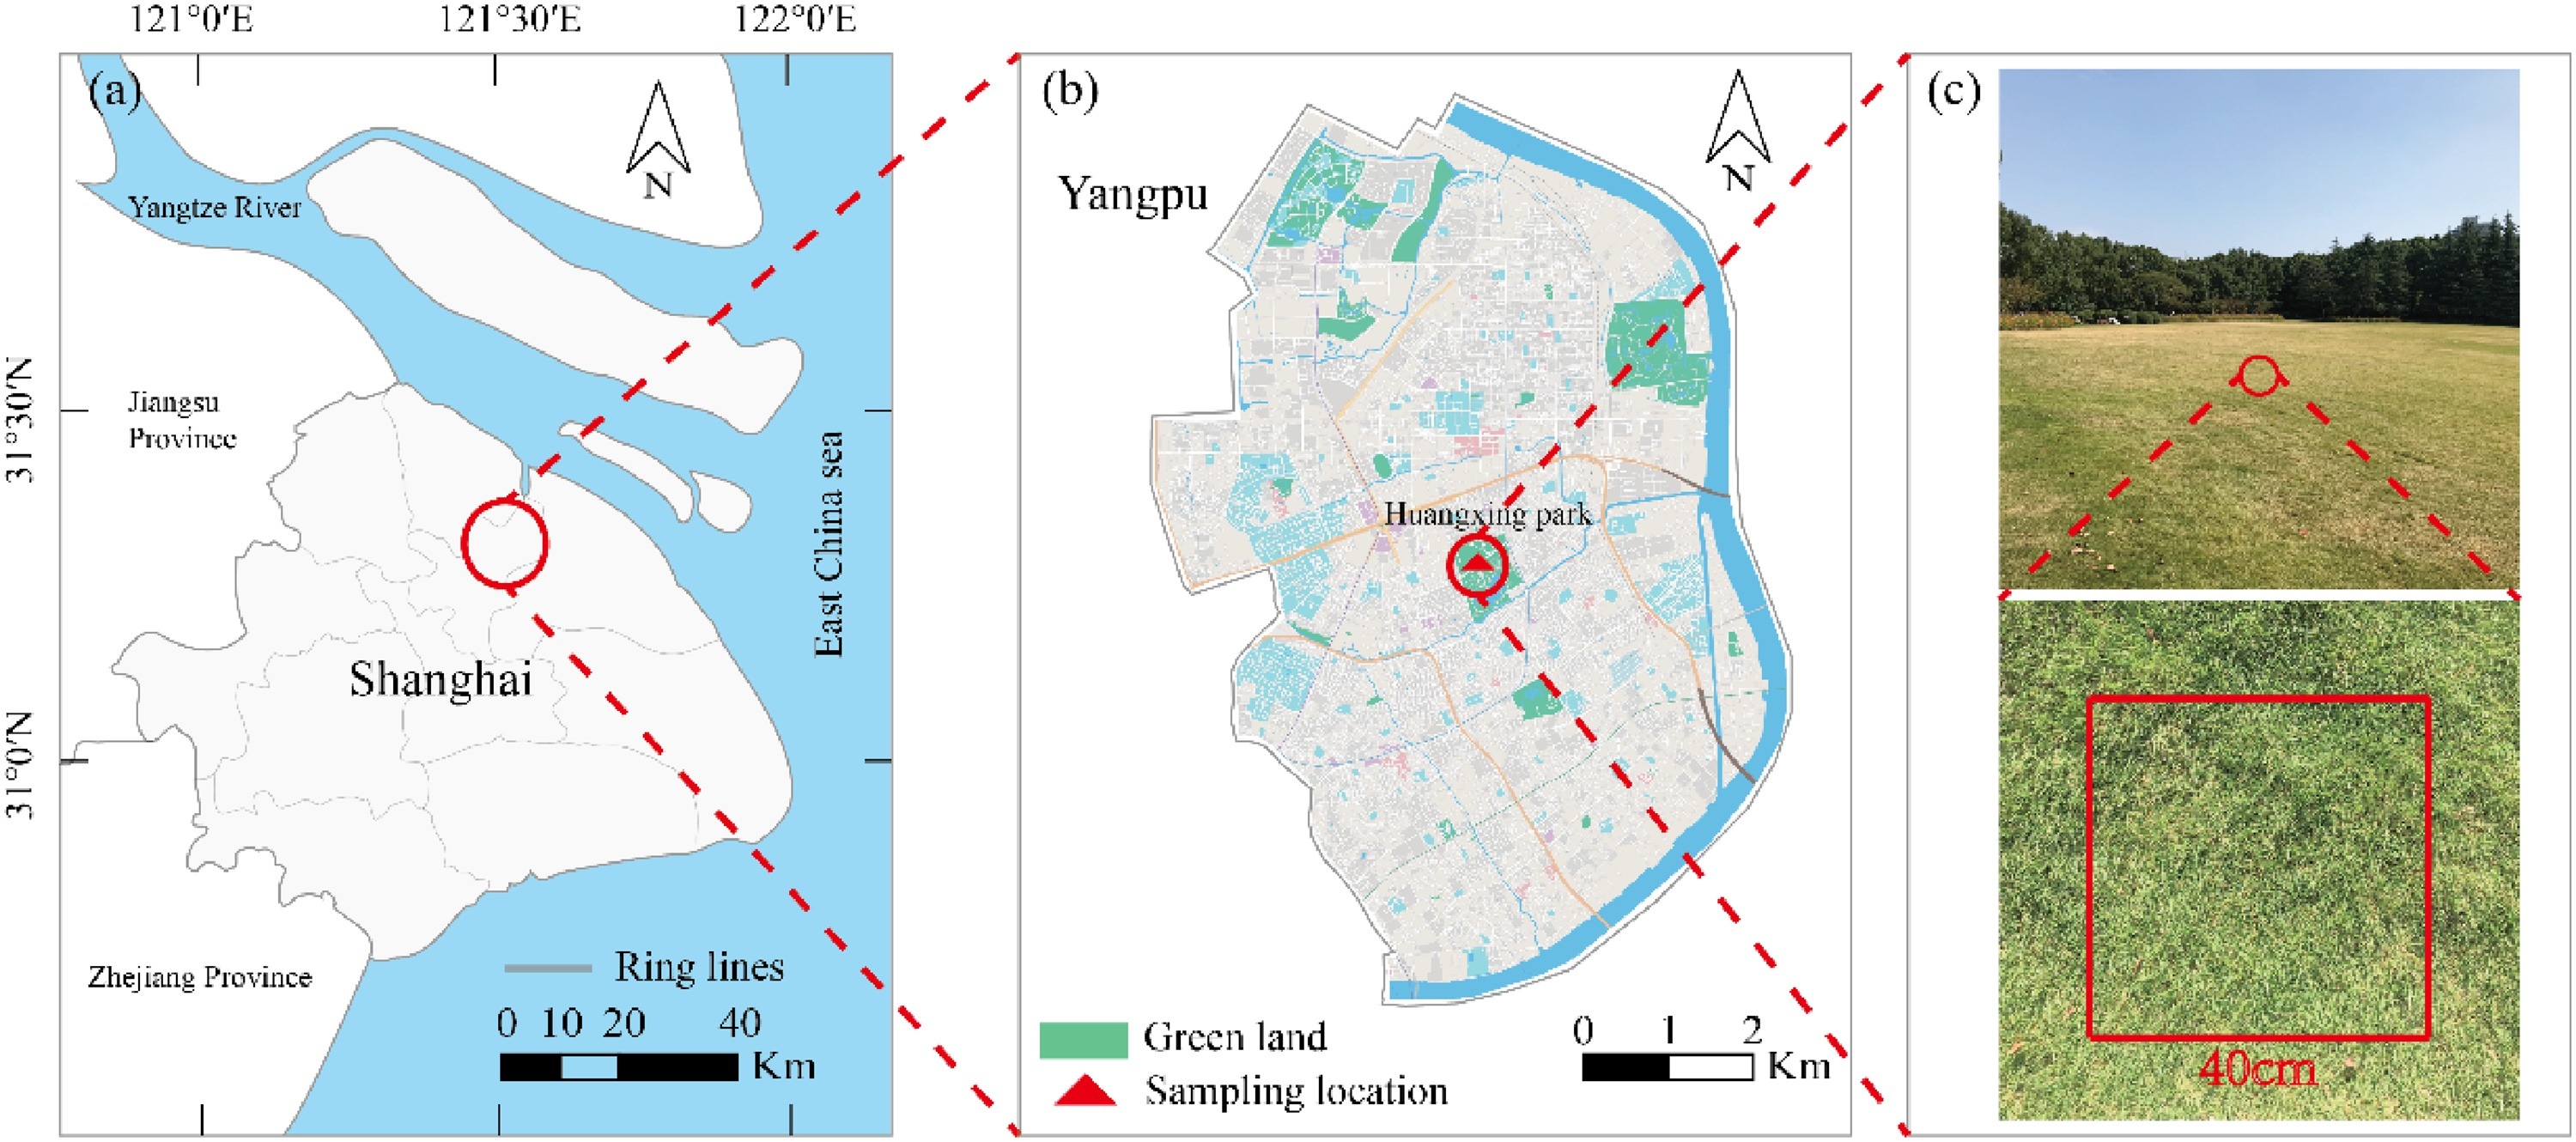 121°0′E 121°30′E 122°0′E
(a)
N
Yangtze River
31°30′N
Jiangsu
Province
East China sea
Shanghai
31°0′N
Zhejiang Province
Ring lines
0 10 20 40
Km
(b)
N
Yangpu
Huangxing park
Green land
Sampling location
0 1 2
Km
(c)
40cm